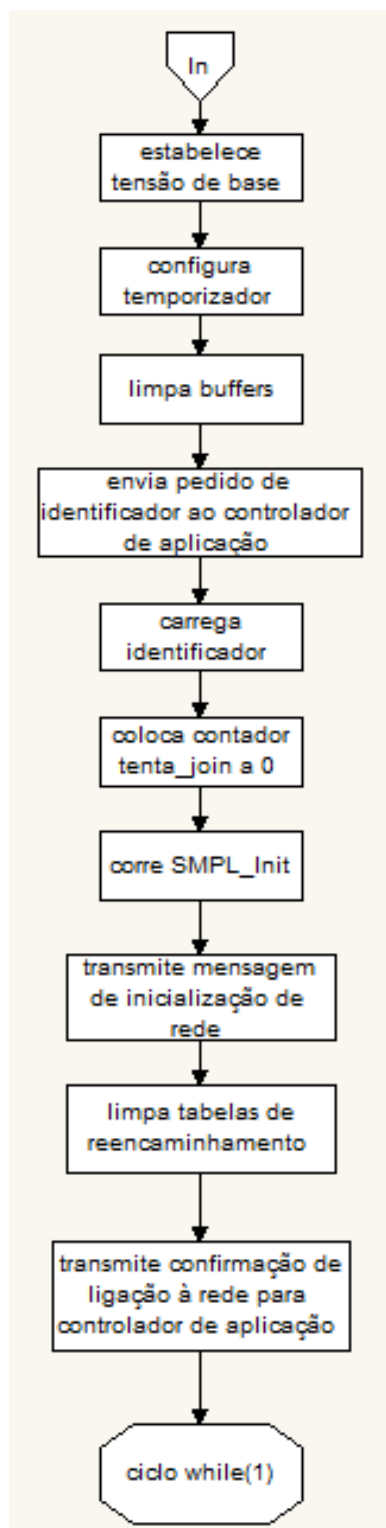 In
estabelece
tensão de base
configura
temporizador
limpa buffers
envia pedido de
identificador ao controlador
de aplicação
carrega
identificador
coloca contador
tenta_join a 0
corre SMPL_Init
transmite mensagem
de inicialização de
rede
limpa tabelas de
reencaminhamento
transmite confirmação de
ligação à rede para
controlador de aplicação
ciclo while(1)